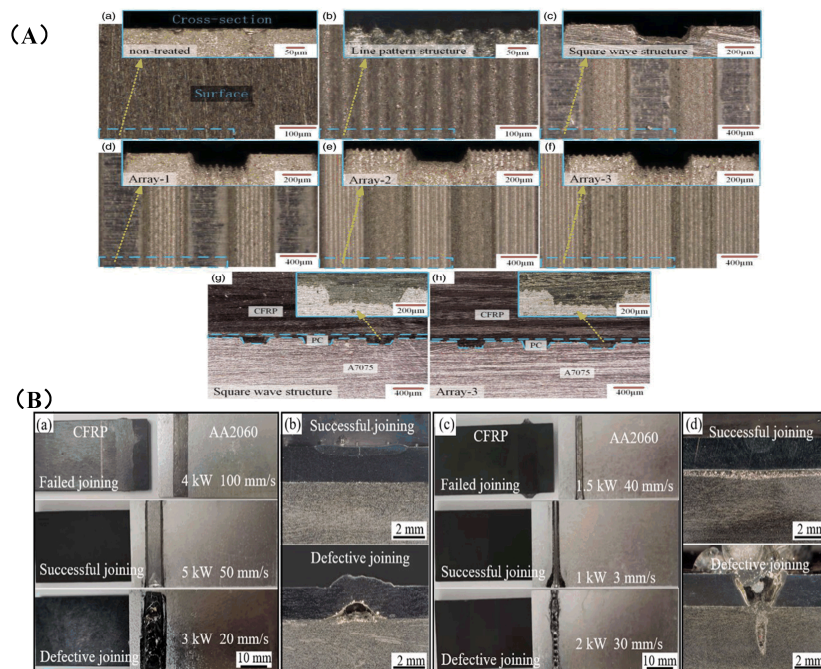 (A)
(a)
Cross-section
non-treated
50μm
Surface
100μm
(b)
Line pattern structure
50μm
100μm
(c)
Square wave structure
200μm
400μm
(d)
Array-1
200μm
400μm
(e)
Array-2
200μm
400μm
(f)
Array-3
200μm
400μm
(g)
CFRP
200μm
PC
A7075
Square wave structure
400μm
(h)
CFRP
200μm
PC
A7075
Array-3
400μm
(B)
(a)
CFRP
AA2060
Failed joining
4 kW 100 mm/s
Successful joining
5 kW 50 mm/s
Defective joining
3 kW 20 mm/s
10 mm
(b)
Successful joining
2 mm
Defective joining
2 mm
(c)
CFRP
AA2060
Failed joining
1.5 kW 40 mm/s
Successful joining
1 kW 3 mm/s
Defective joining
2 kW 30 mm/s
10 mm
(d)
Successful joining
2 mm
Defective joining
2 mm